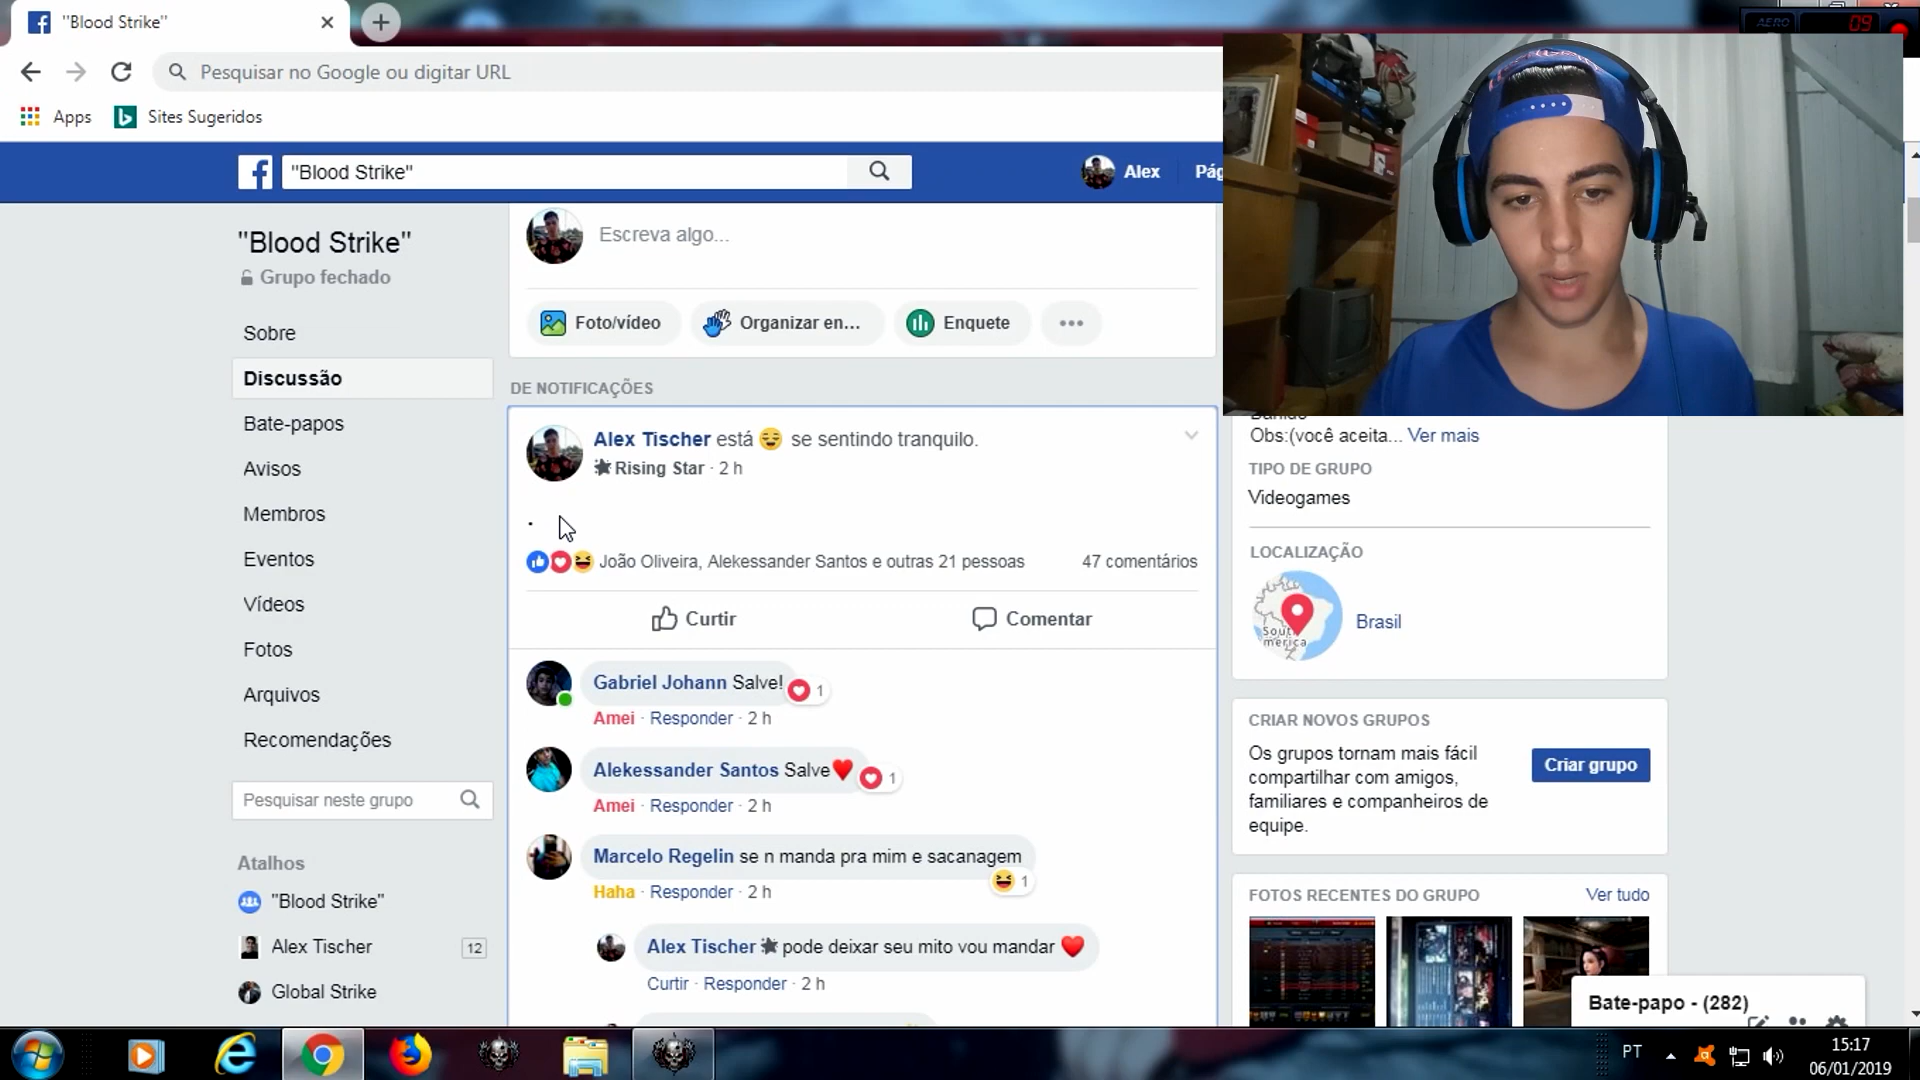 "Blood Strike"
AERO 09
Pesquisar no Google ou digitar URL
Apps
Sites Sugeridos
"Blood Strike"
Alex
Pág
"Blood Strike"
Grupo fechado
Sobre
Discussão
Bate-papos
Avisos
Membros
Eventos
Vídeos
Fotos
Arquivos
Recomendações
Pesquisar neste grupo
Atalhos
"Blood Strike"
Alex Tischer 12
Global Strike
Escreva algo...
Foto/vídeo
Organizar en...
Enquete
DE NOTIFICAÇÕES
Alex Tischer está 😌 se sentindo tranquilo.
Rising Star · 2 h
.
João Oliveira, Alekessander Santos e outras 21 pessoas
47 comentários
Curtir
Comentar
Gabriel Johann Salve! 1
Amei · Responder · 2 h
Alekessander Santos Salve❤ 1
Amei · Responder · 2 h
Marcelo Regelin se n manda pra mim e sacanagem
1
Haha · Responder · 2 h
Alex Tischer pode deixar seu mito vou mandar ❤
Curtir · Responder · 2 h
Banido
Obs:(você aceita... Ver mais
TIPO DE GRUPO
Videogames
LOCALIZAÇÃO
South
America
Brasil
CRIAR NOVOS GRUPOS
Os grupos tornam mais fácil
compartilhar com amigos,
familiares e companheiros de
equipe.
Criar grupo
FOTOS RECENTES DO GRUPO
Ver tudo
Bate-papo - (282)
PT
15:17
06/01/2019